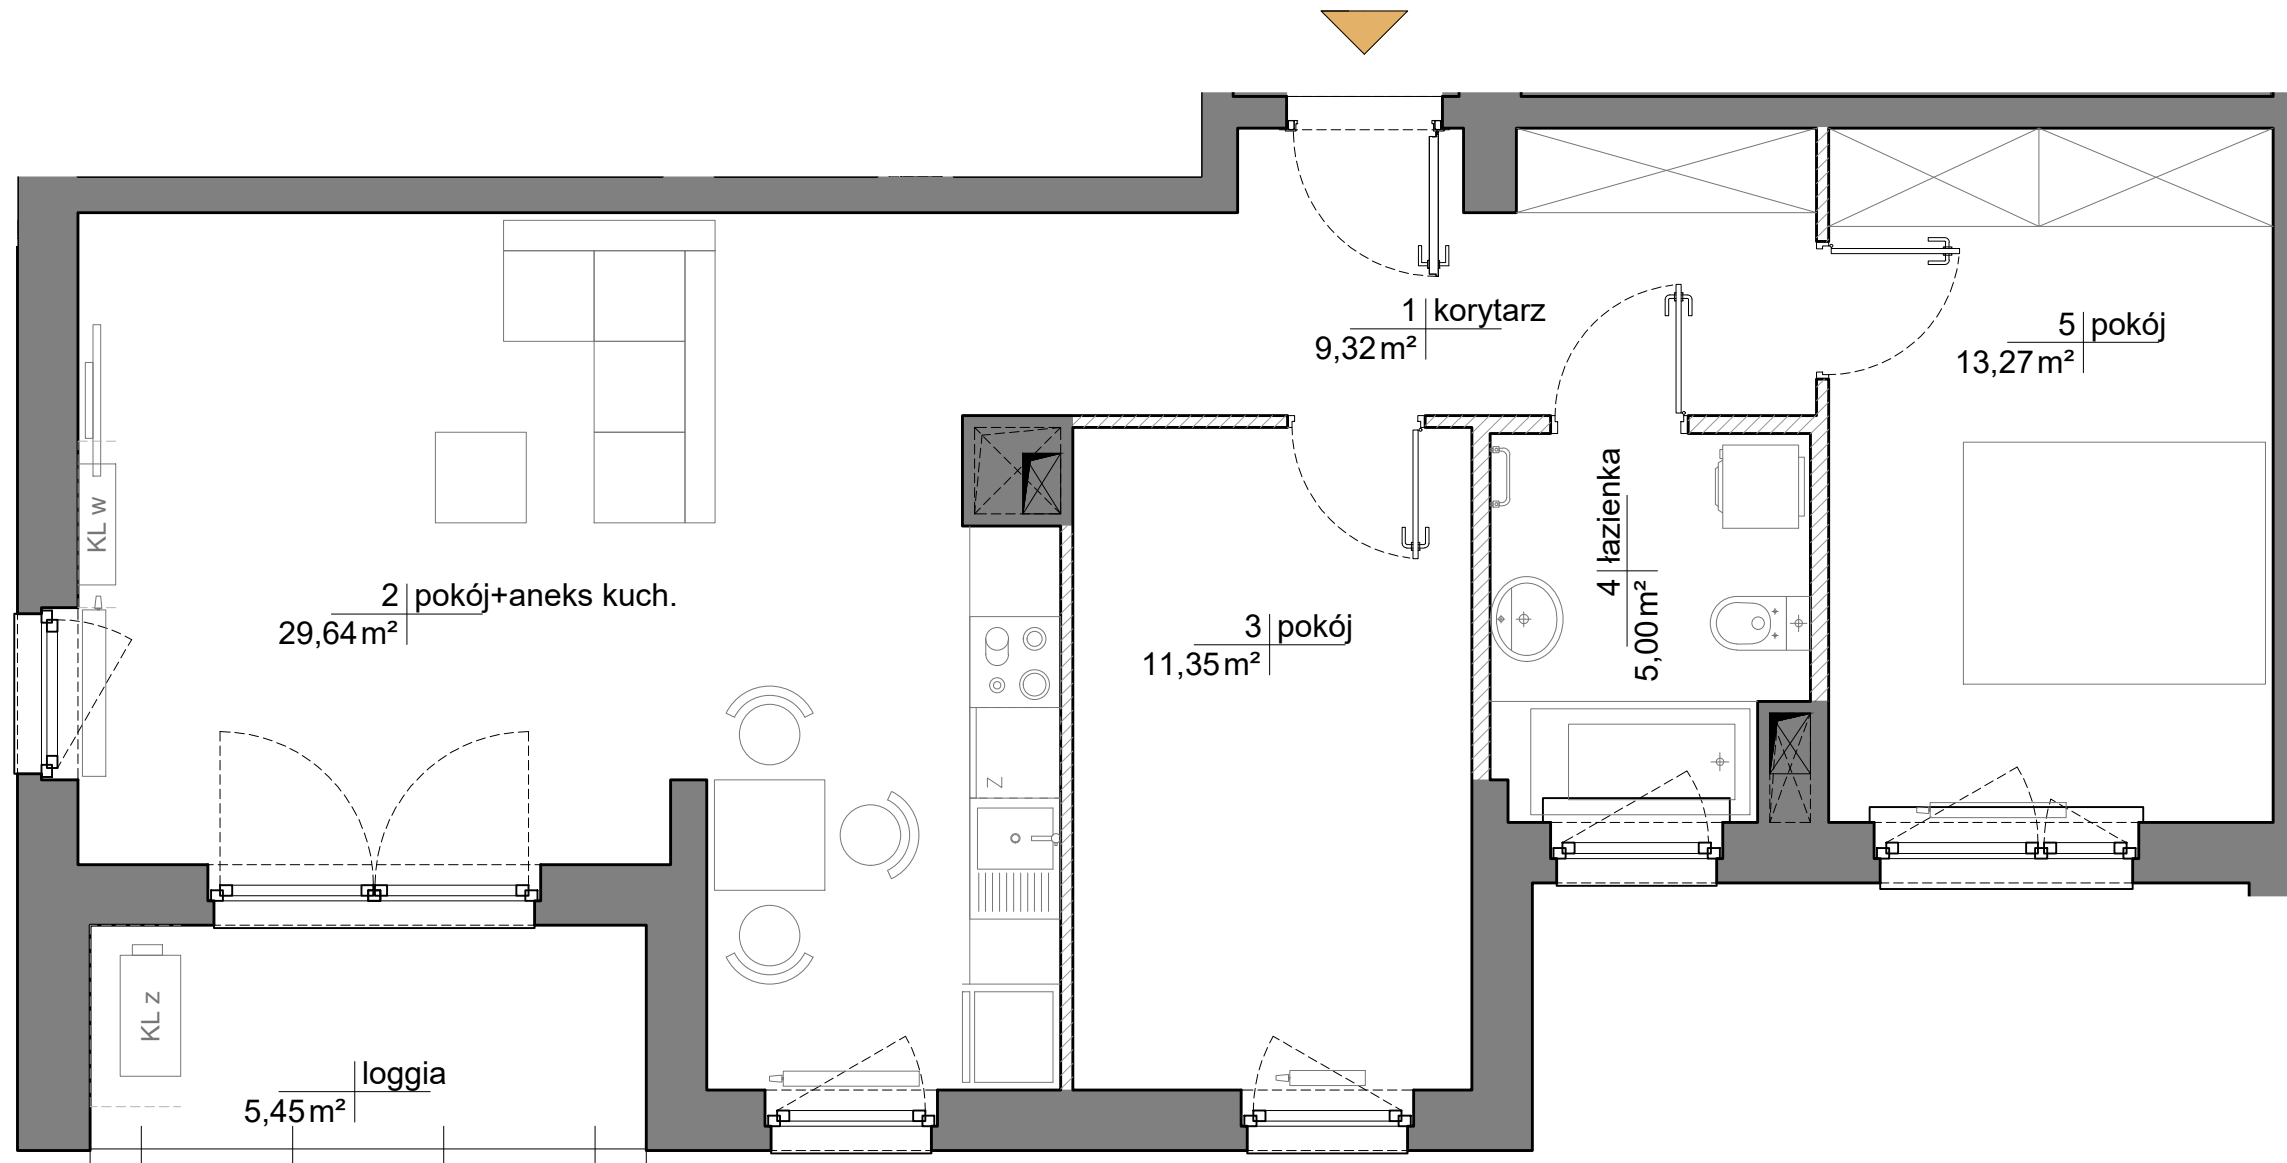 1 korytarz
9,32 m²
5 pokój
13,27 m²
KL w
2 pokój+aneks kuch.
29,64 m²
3 pokój
11,35 m²
4 łazienka
5,00 m²
Z
KL z
loggia
5,45 m²